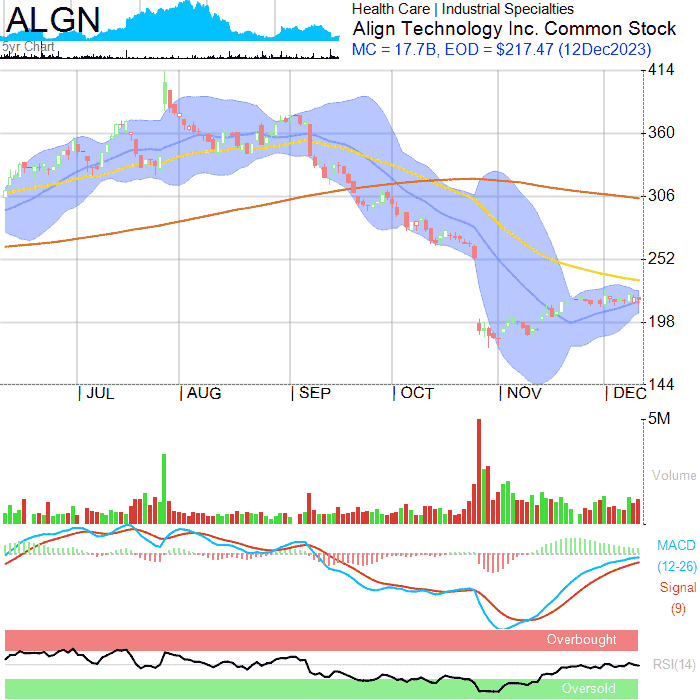 ALGN
5yr Chart
Health Care | Industrial Specialties
Align Technology Inc. Common Stock
MC = 17.7B, EOD = $217.47 (12Dec2023)
414
360
306
252
198
144
| JUL
| AUG
| SEP
| OCT
| NOV
| DEC
5M
Volume
MACD
(12-26)
Signal
(9)
Overbought
RSI(14)
Oversold